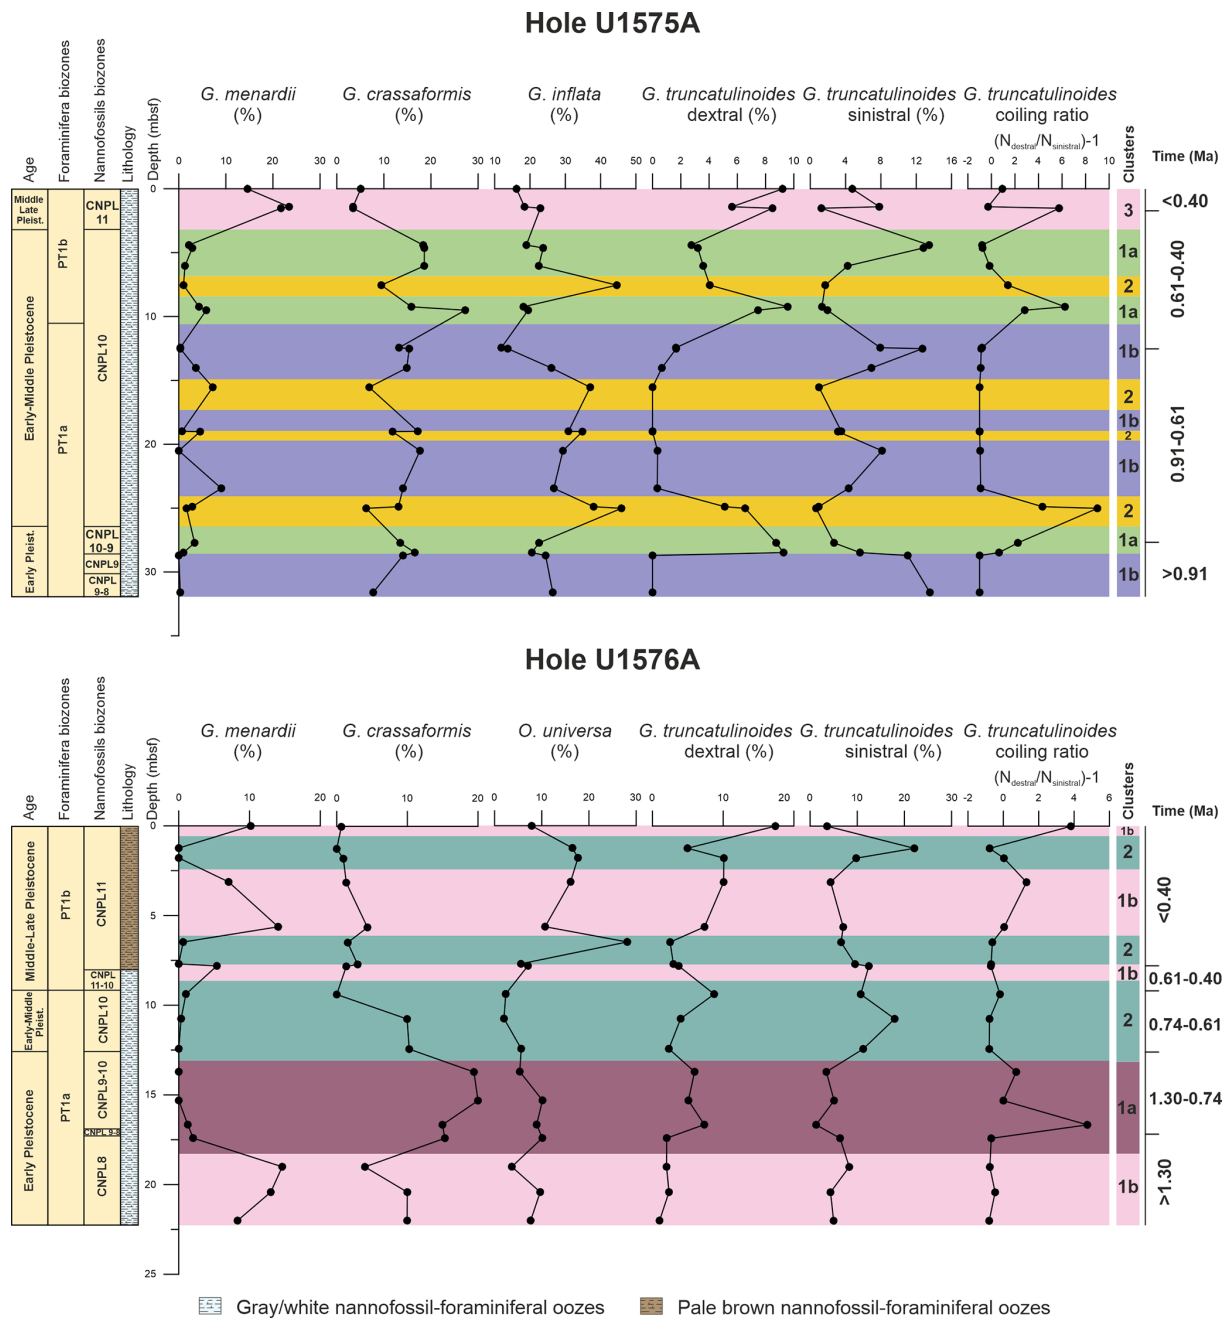 Hole U1575A
Age
Foraminifera biozones
Nannofossils biozones
Lithology
Depth (mbsf)
G. menardii
(%)
G. crassaformis
(%)
G. inflata
(%)
G. truncatulinoides
dextral (%)
G. truncatulinoides
sinistral (%)
G. truncatulinoides
coiling ratio
(Ndestral/Nsinistral)-1
Clusters
Time (Ma)
0 10 20 30
0 10 20 30
10 20 30 40 50
0 2 4 6 8 10
0 4 8 12 16
-2 0 2 4 6 8 10
0
10
20
30
Middle
Late
Pleist.
Early-Middle Pleistocene
Early Pleist.
PT1b
PT1a
CNPL
11
CNPL10
CNPL
10-9
CNPL9
CNPL
9-8
3
1a
2
1a
1b
2
1b
2
1b
2
1a
1b
<0.40
0.61-0.40
0.91-0.61
>0.91
Hole U1576A
Age
Foraminifera biozones
Nannofossils biozones
Lithology
Depth (mbsf)
G. menardii
(%)
G. crassaformis
(%)
O. universa
(%)
G. truncatulinoides
dextral (%)
G. truncatulinoides
sinistral (%)
G. truncatulinoides
coiling ratio
(Ndestral/Nsinistral)-1
Clusters
Time (Ma)
0 10 20
0 10 20
0 10 20 30
0 10 20
0 10 20 30
-2 0 2 4 6
0
5
10
15
20
25
Middle-Late Pleistocene
Early-Middle
Pleist.
Early Pleistocene
PT1b
PT1a
CNPL11
CNPL
11-10
CNPL10
CNPL9-10
CNPL 9-8
CNPL8
1b
2
1b
2
1b
2
1a
1b
<0.40
0.61-0.40
0.74-0.61
1.30-0.74
>1.30
Gray/white nannofossil-foraminiferal oozes
Pale brown nannofossil-foraminiferal oozes